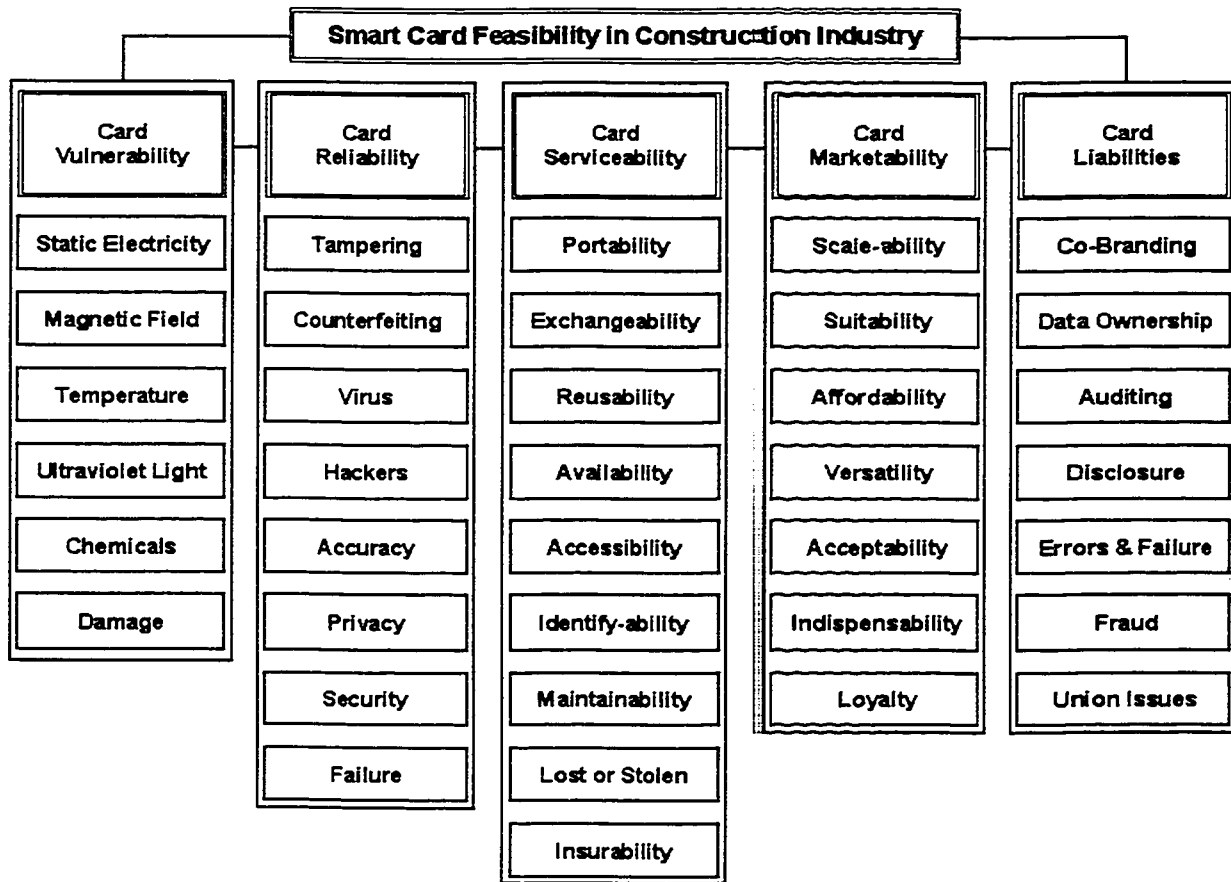 Smart Card Feasibility in Construction Industry
Card
Vulnerability
Static Electricity
Magnetic Field
Temperature
Ultraviolet Light
Chemicals
Damage
Card
Reliability
Tampering
Counterfeiting
Virus
Hackers
Accuracy
Privacy
Security
Failure
Card
Serviceability
Portability
Exchangeability
Reusability
Availability
Accessibility
Identify-ability
Maintainability
Lost or Stolen
Insurability
Card
Marketability
Scale-ability
Suitability
Affordability
Versatility
Acceptability
Indispensability
Loyalty
Card
Liabilities
Co-Branding
Data Ownership
Auditing
Disclosure
Errors & Failure
Fraud
Union Issues